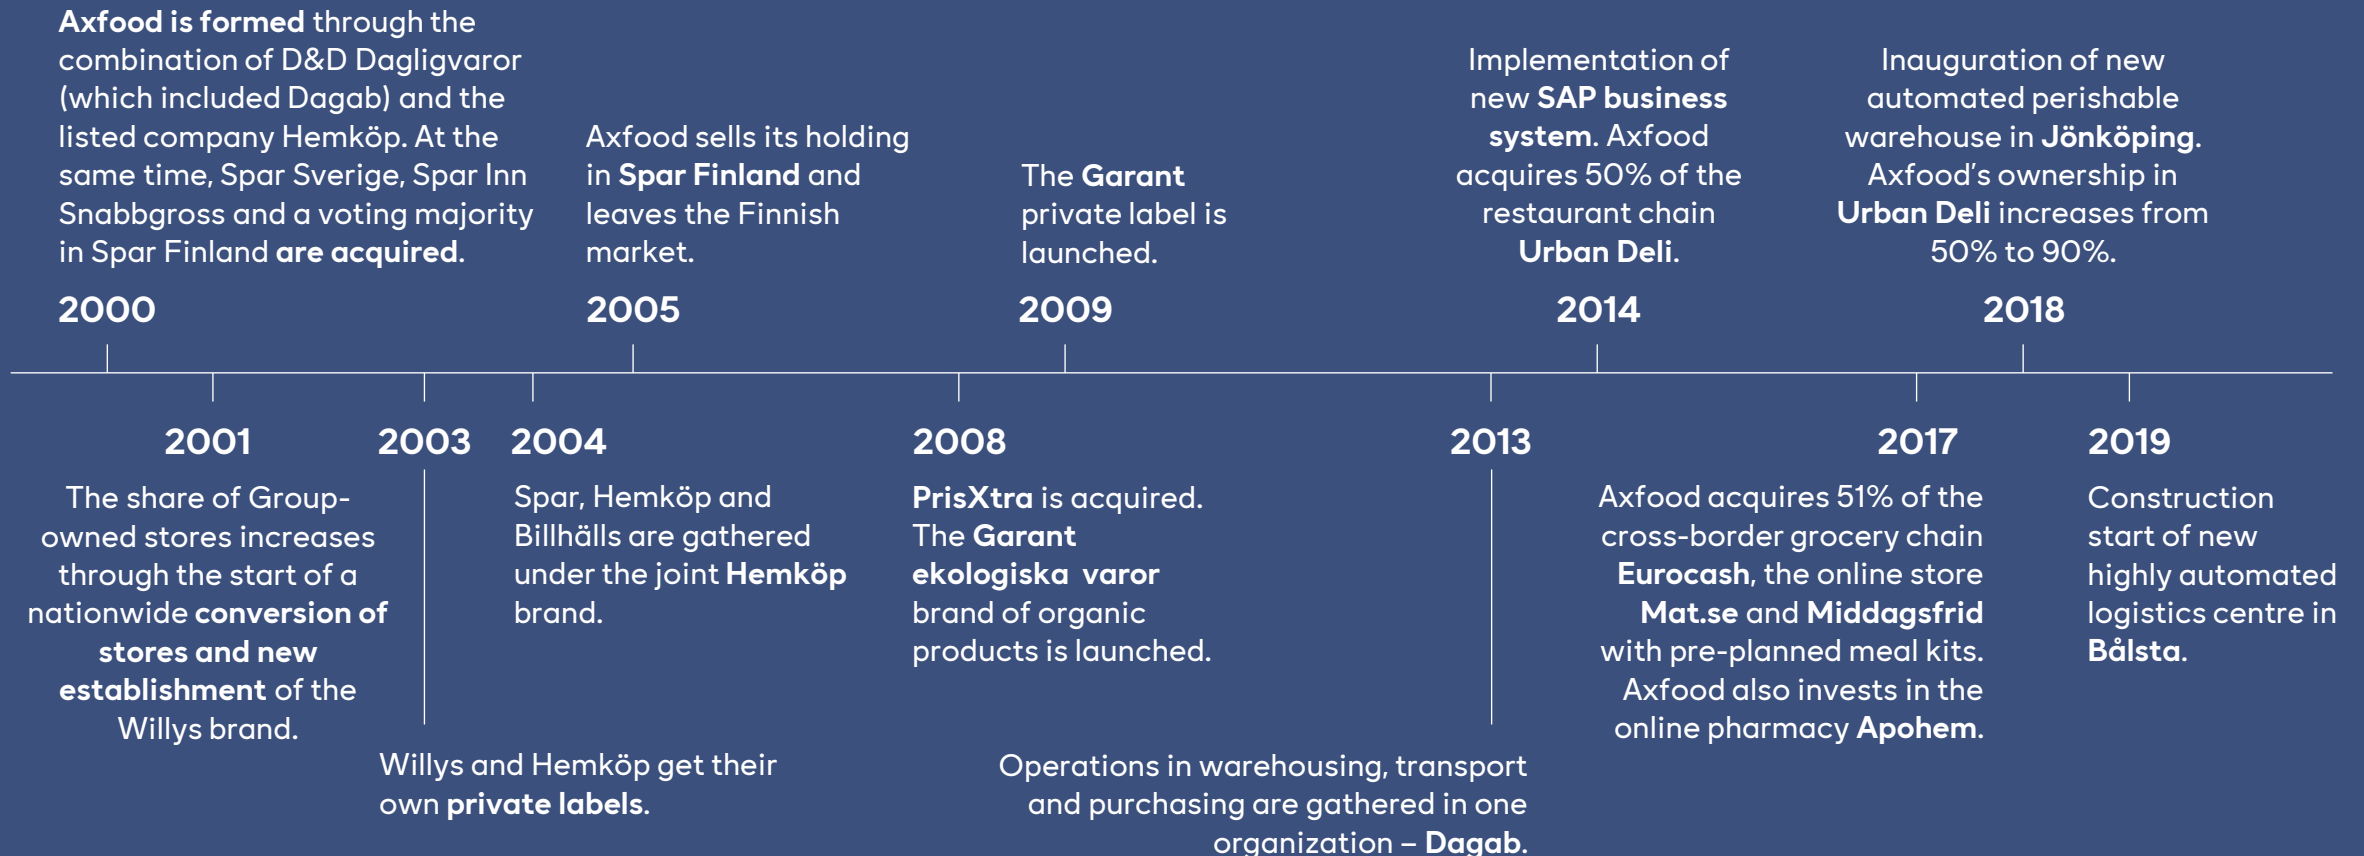 Axfood is formed through the
combination of D&D Dagligvaror
(which included Dagab) and the
listed company Hemköp. At the
same time, Spar Sverige, Spar Inn
Snabbgross and a voting majority
in Spar Finland are acquired.
2000
Axfood sells its holding
in Spar Finland and
leaves the Finnish
market.
2005
The Garant
private label is
launched.
2009
Implementation of
new SAP business
system. Axfood
acquires 50% of the
restaurant chain
Urban Deli.
2014
Inauguration of new
automated perishable
warehouse in Jönköping.
Axfood’s ownership in
Urban Deli increases from
50% to 90%.
2018
2001
The share of Group-
owned stores increases
through the start of a
nationwide conversion of
stores and new
establishment of the
Willys brand.
2003
Willys and Hemköp get their
own private labels.
2004
Spar, Hemköp and
Billhälls are gathered
under the joint Hemköp
brand.
2008
PrisXtra is acquired.
The Garant
ekologiska varor
brand of organic
products is launched.
2013
Operations in warehousing, transport
and purchasing are gathered in one
organization – Dagab.
2017
Axfood acquires 51% of the
cross-border grocery chain
Eurocash, the online store
Mat.se and Middagsfrid
with pre-planned meal kits.
Axfood also invests in the
online pharmacy Apohem.
2019
Construction
start of new
highly automated
logistics centre in
Bålsta.